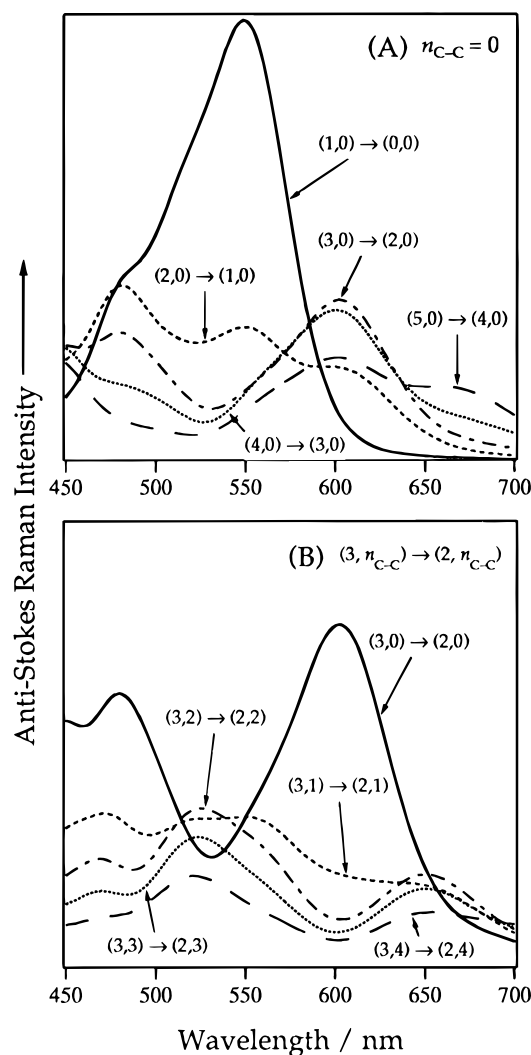 (A) n C–C = 0
(1,0) → (0,0)
(3,0) → (2,0)
(2,0) → (1,0)
(5,0) → (4,0)
(4,0) → (3,0)
450 500 550 600 650 700
(B) (3, n C–C) → (2, n C–C)
(3,0) → (2,0)
(3,2) → (2,2)
(3,1) → (2,1)
(3,3) → (2,3)
(3,4) → (2,4)
450 500 550 600 650 700
Wavelength / nm
Anti-Stokes Raman Intensity